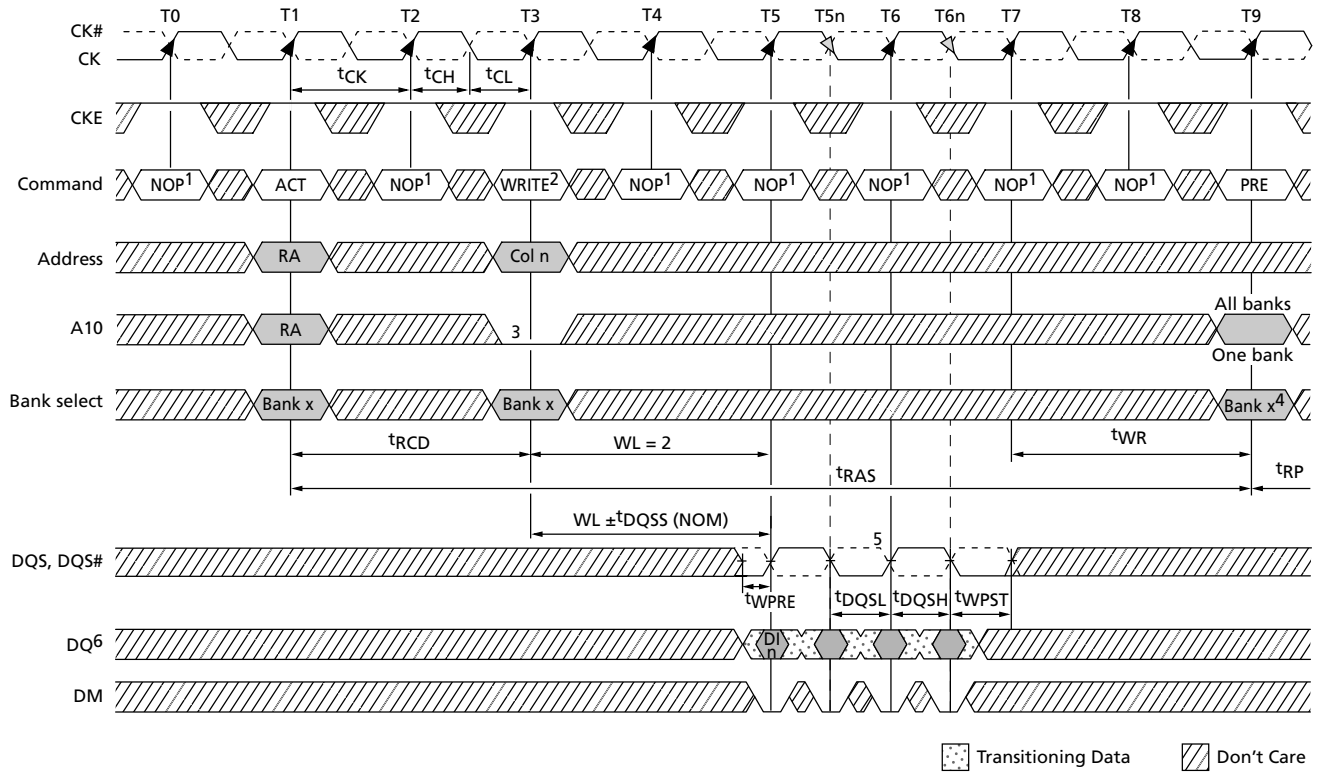 T0 T1 T2 T3 T4 T5 T5n T6 T6n T7 T8 T9
CK#
CK
tCK tCH tCL
CKE
Command NOP1 ACT NOP1 WRITE2 NOP1 NOP1 NOP1 NOP1 NOP1 PRE
Address RA Col n
All banks
A10 RA 3
One bank
Bank select Bank x Bank x Bank x4
tRCD WL = 2 tWR
tRAS tRP
WL ±tDQSS (NOM)
5
DQS, DQS#
tWPRE tDQSL tDQSH tWPST
DQ6 DI
n
DM
Transitioning Data Don't Care